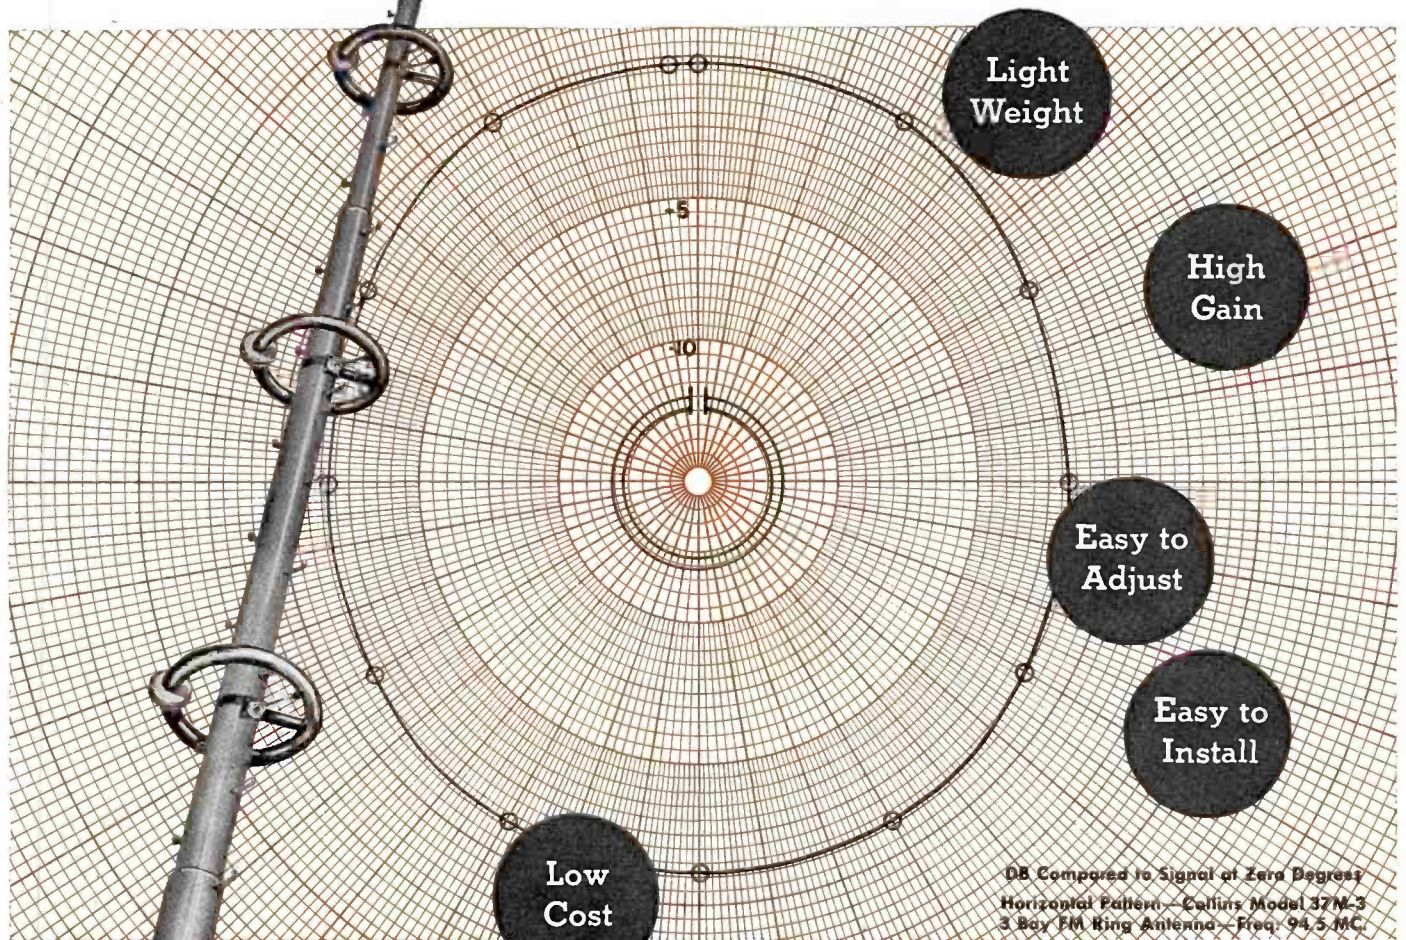 Light
Weight
-5
High
Gain
-10
Easy to
Adjust
Easy to
Install
Low
Cost
DB Compared to Signal at Zero Degrees
Horizontal Pattern—Collins Model 37M-3
3 Bay FM Ring Antenna—Freq. 94.5 MC.